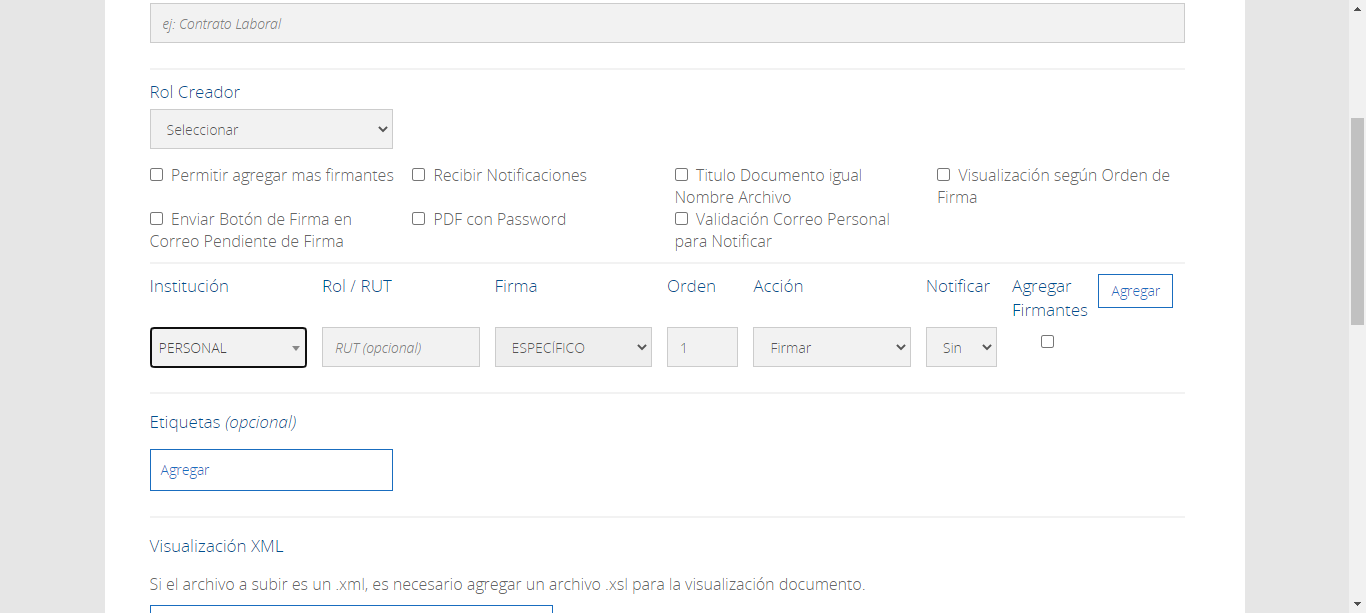 ej: Contrato Laboral
Rol Creador
Seleccionar
Permitir agregar mas firmantes
Recibir Notificaciones
Titulo Documento igual
Nombre Archivo
Visualización según Orden de
Firma
Enviar Botón de Firma en
Correo Pendiente de Firma
PDF con Password
Validación Correo Personal
para Notificar
Institución
Rol / RUT
Firma
Orden
Acción
Notificar
Agregar
Firmantes
Agregar
PERSONAL
RUT (opcional)
ESPECÍFICO
1
Firmar
Sin
Etiquetas (opcional)
Agregar
Visualización XML
Si el archivo a subir es un .xml, es necesario agregar un archivo .xsl para la visualización documento.